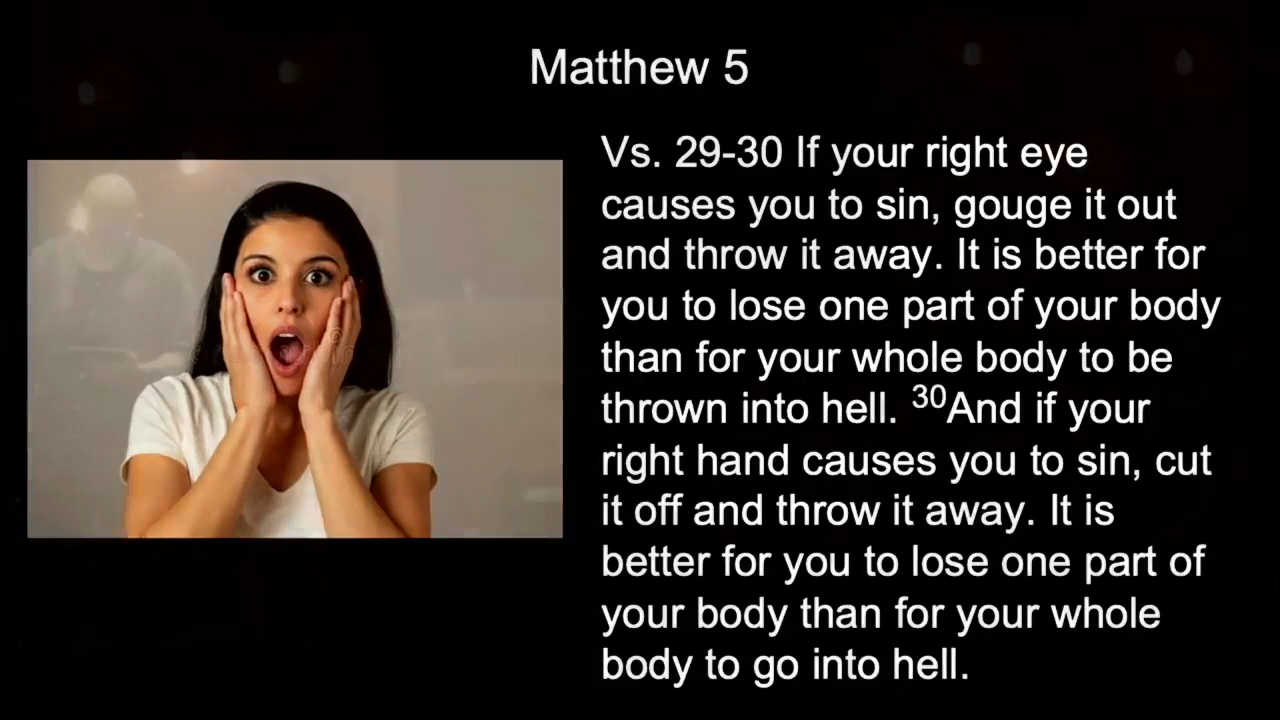 Matthew 5
Vs. 29-30 If your right eye
causes you to sin, gouge it out
and throw it away. It is better for
you to lose one part of your body
than for your whole body to be
thrown into hell. ³⁰And if your
right hand causes you to sin, cut
it off and throw it away. It is
better for you to lose one part of
your body than for your whole
body to go into hell.